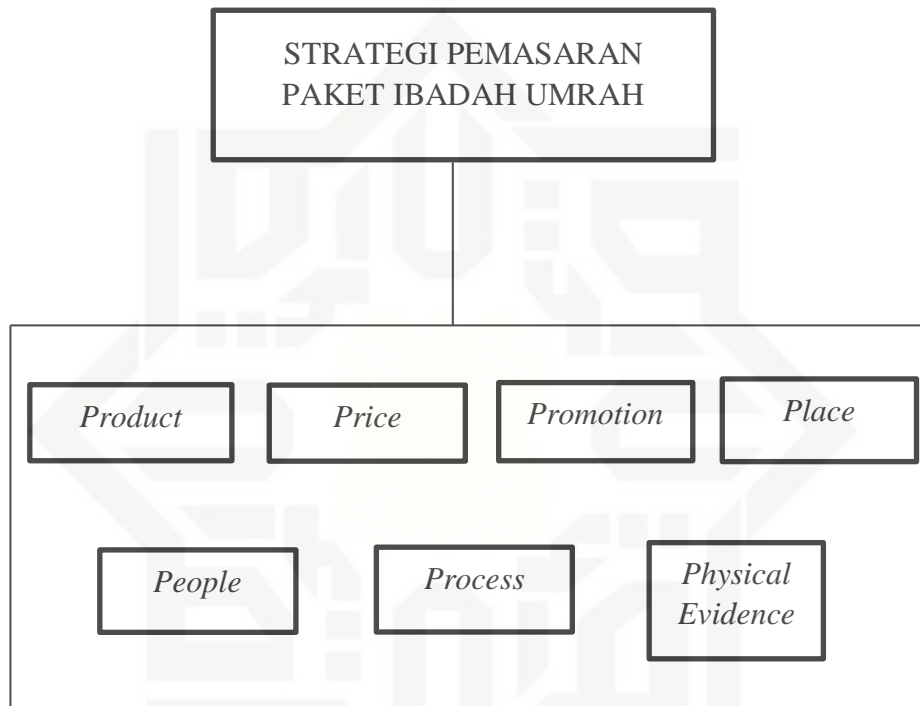 STRATEGI PEMASARAN
PAKET IBADAH UMRAH
Product
Price
Promotion
Place
People
Process
Physical
Evidence